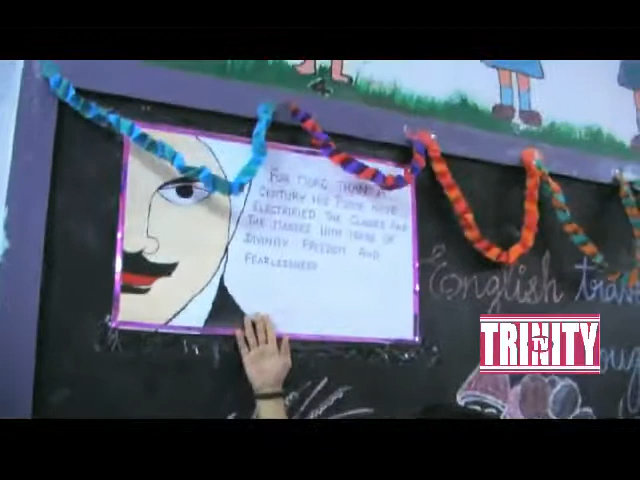 FOR MORE THAN A
CENTURY HIS POEMS HAVE
ELECTRIFIED THE CLASSES AND
THE MASSES WITH IDEAS OF
DIVINITY FREEDOM AND
FEARLESSNESS
English
TRINITY
TV